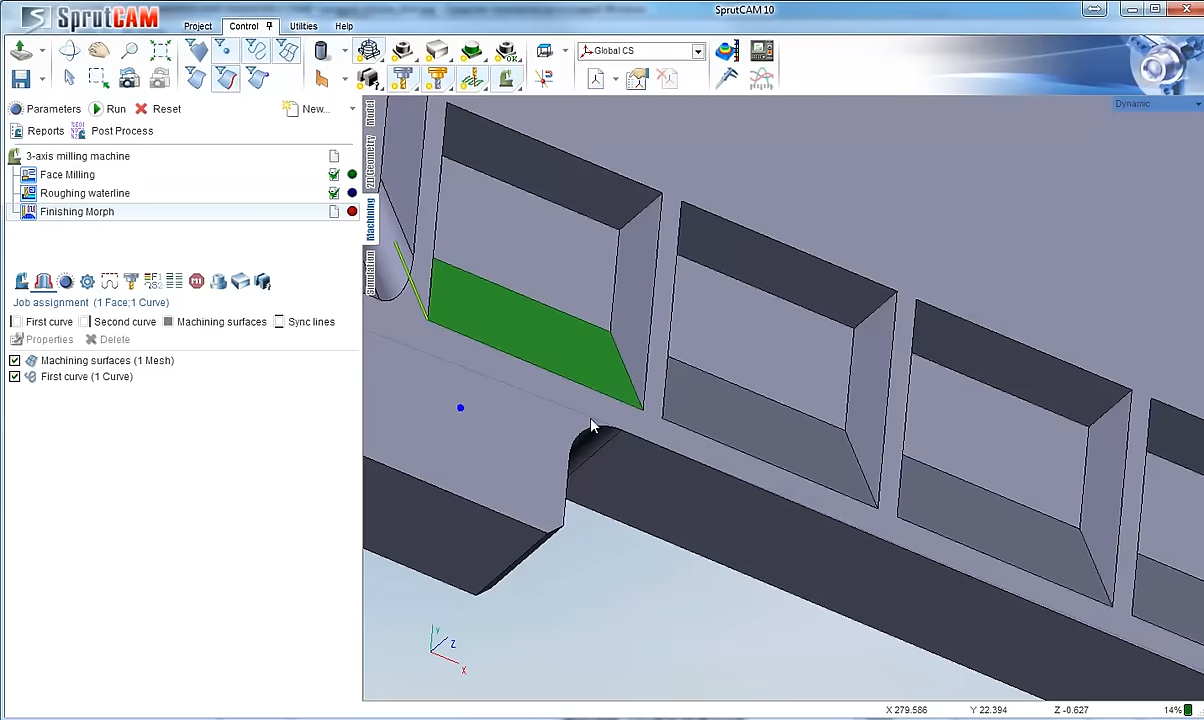 SprutCAM 10
SprutCAM
Project Control Utilities Help
Global CS
Dynamic
Parameters Run Reset New...
Reports Post Process
3-axis milling machine
Face Milling
Roughing waterline
Finishing Morph
Model
2D Geometry
Machining
Simulation
Job assignment (1 Face;1 Curve)
First curve Second curve Machining surfaces Sync lines
Properties Delete
Machining surfaces (1 Mesh)
First curve (1 Curve)
Y
Z
X
X 279.586 Y 22.394 Z -0.627 14%